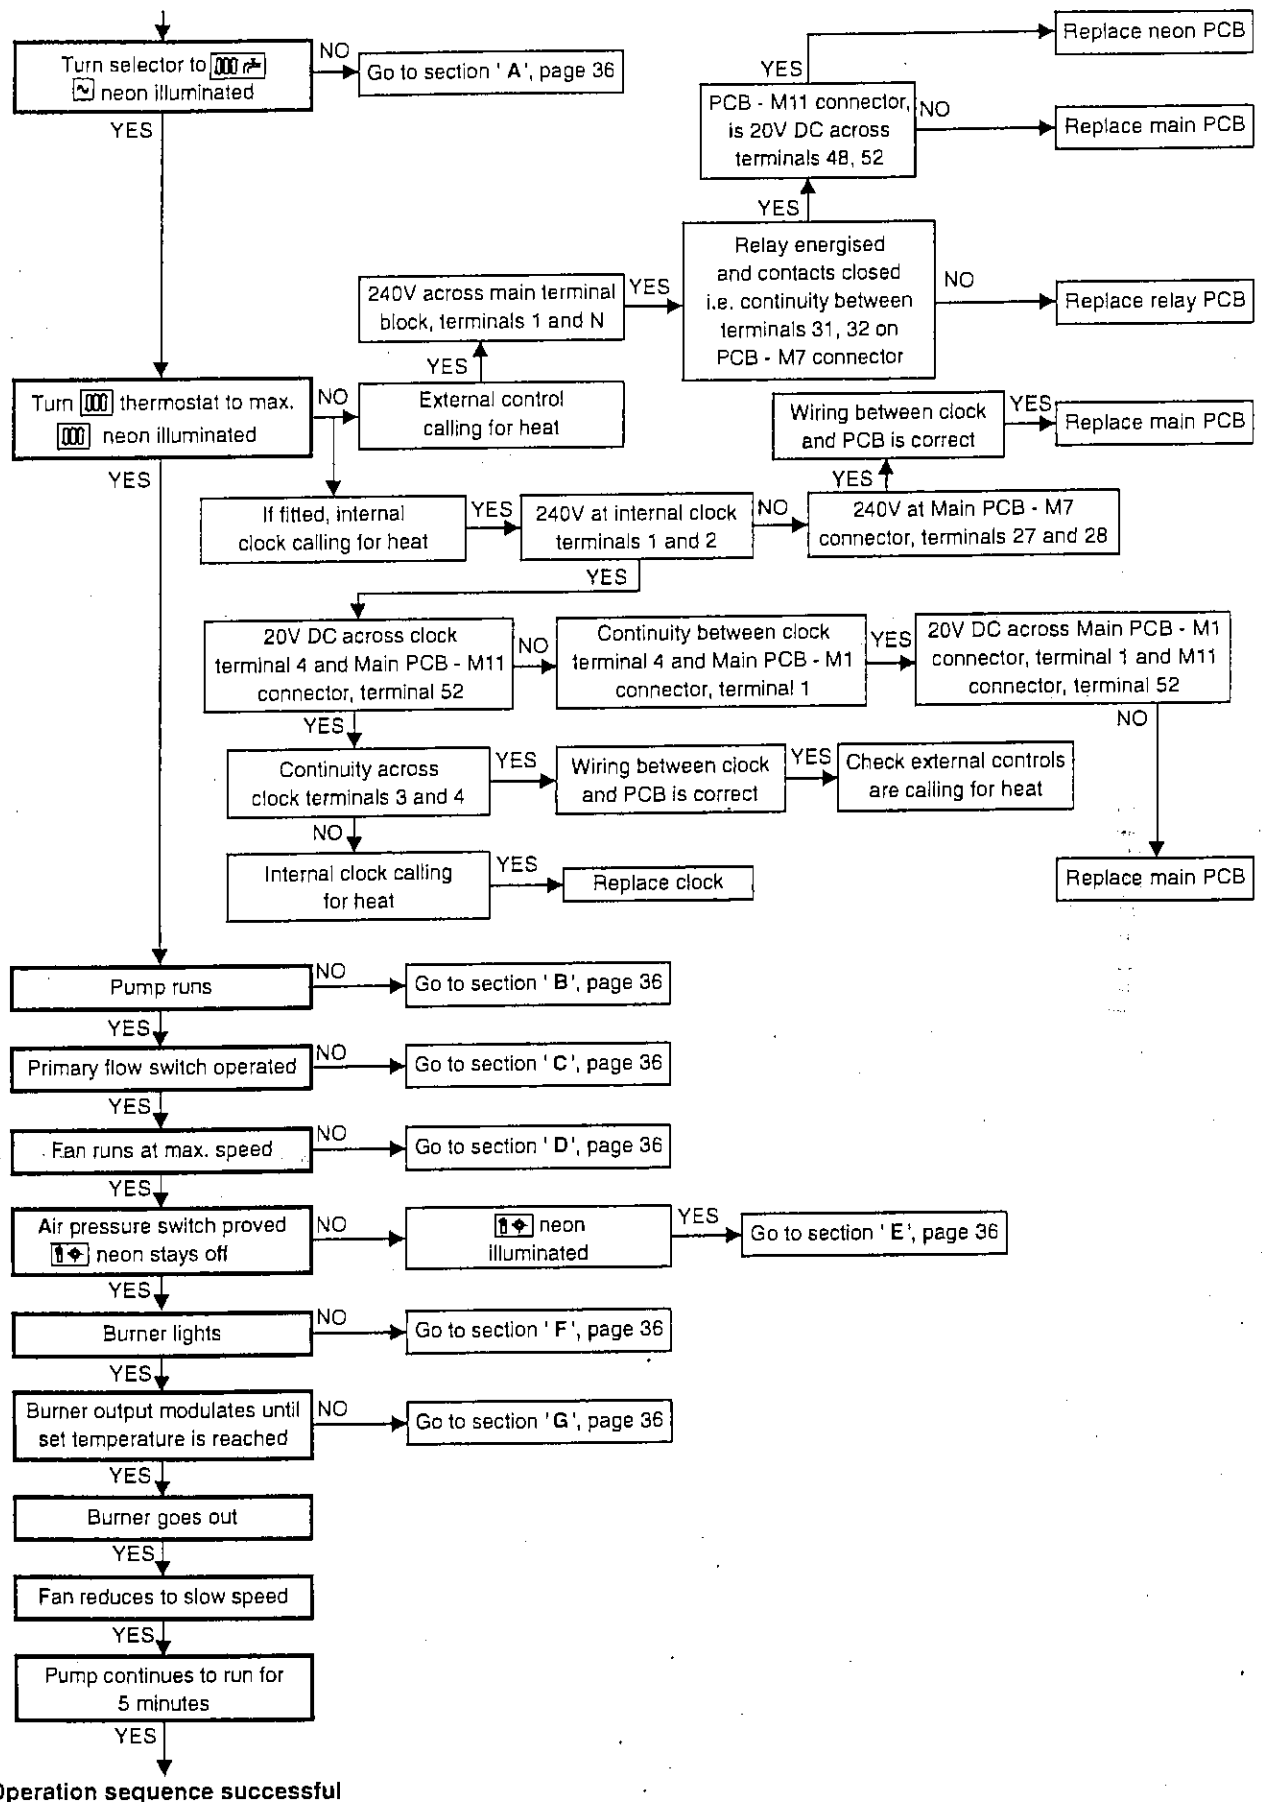 Turn selector to
neon illuminated
NO
Go to section ' A', page 36
YES
Replace neon PCB
YES
PCB - M11 connector,
is 20V DC across
terminals 48, 52
NO
Replace main PCB
YES
Relay energised
and contacts closed
i.e. continuity between
terminals 31, 32 on
PCB - M7 connector
NO
Replace relay PCB
240V across main terminal
block, terminals 1 and N
YES
YES
Turn thermostat to max.
neon illuminated
NO
External control
calling for heat
YES
Wiring between clock
and PCB is correct
YES
Replace main PCB
YES
If fitted, internal
clock calling for heat
YES
240V at internal clock
terminals 1 and 2
NO
240V at Main PCB - M7
connector, terminals 27 and 28
YES
20V DC across clock
terminal 4 and Main PCB - M11
connector, terminal 52
NO
Continuity between clock
terminal 4 and Main PCB - M1
connector, terminal 1
YES
20V DC across Main PCB - M1
connector, terminal 1 and M11
connector, terminal 52
NO
YES
Continuity across
clock terminals 3 and 4
YES
Wiring between clock
and PCB is correct
YES
Check external controls
are calling for heat
NO
Internal clock calling
for heat
YES
Replace clock
Replace main PCB
Pump runs
NO
Go to section ' B', page 36
YES
Primary flow switch operated
NO
Go to section ' C', page 36
YES
Fan runs at max. speed
NO
Go to section ' D', page 36
YES
Air pressure switch proved
neon stays off
NO
neon
illuminated
YES
Go to section ' E', page 36
YES
Burner lights
NO
Go to section ' F', page 36
YES
Burner output modulates until
set temperature is reached
NO
Go to section 'G', page 36
YES
Burner goes out
YES
Fan reduces to slow speed
YES
Pump continues to run for
5 minutes
YES
Operation sequence successful